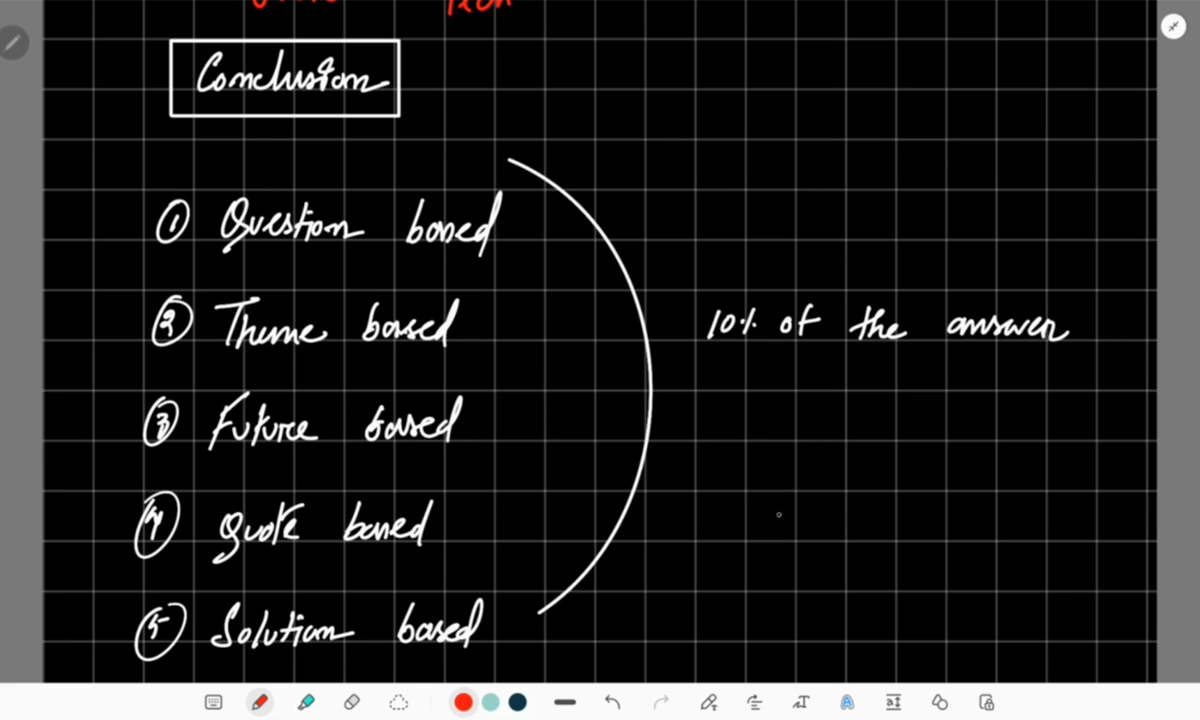 Tech
Conclusion
① Question based
② Theme based
③ Future based
10% of the answer
④ Quote based
⑤ Solution based